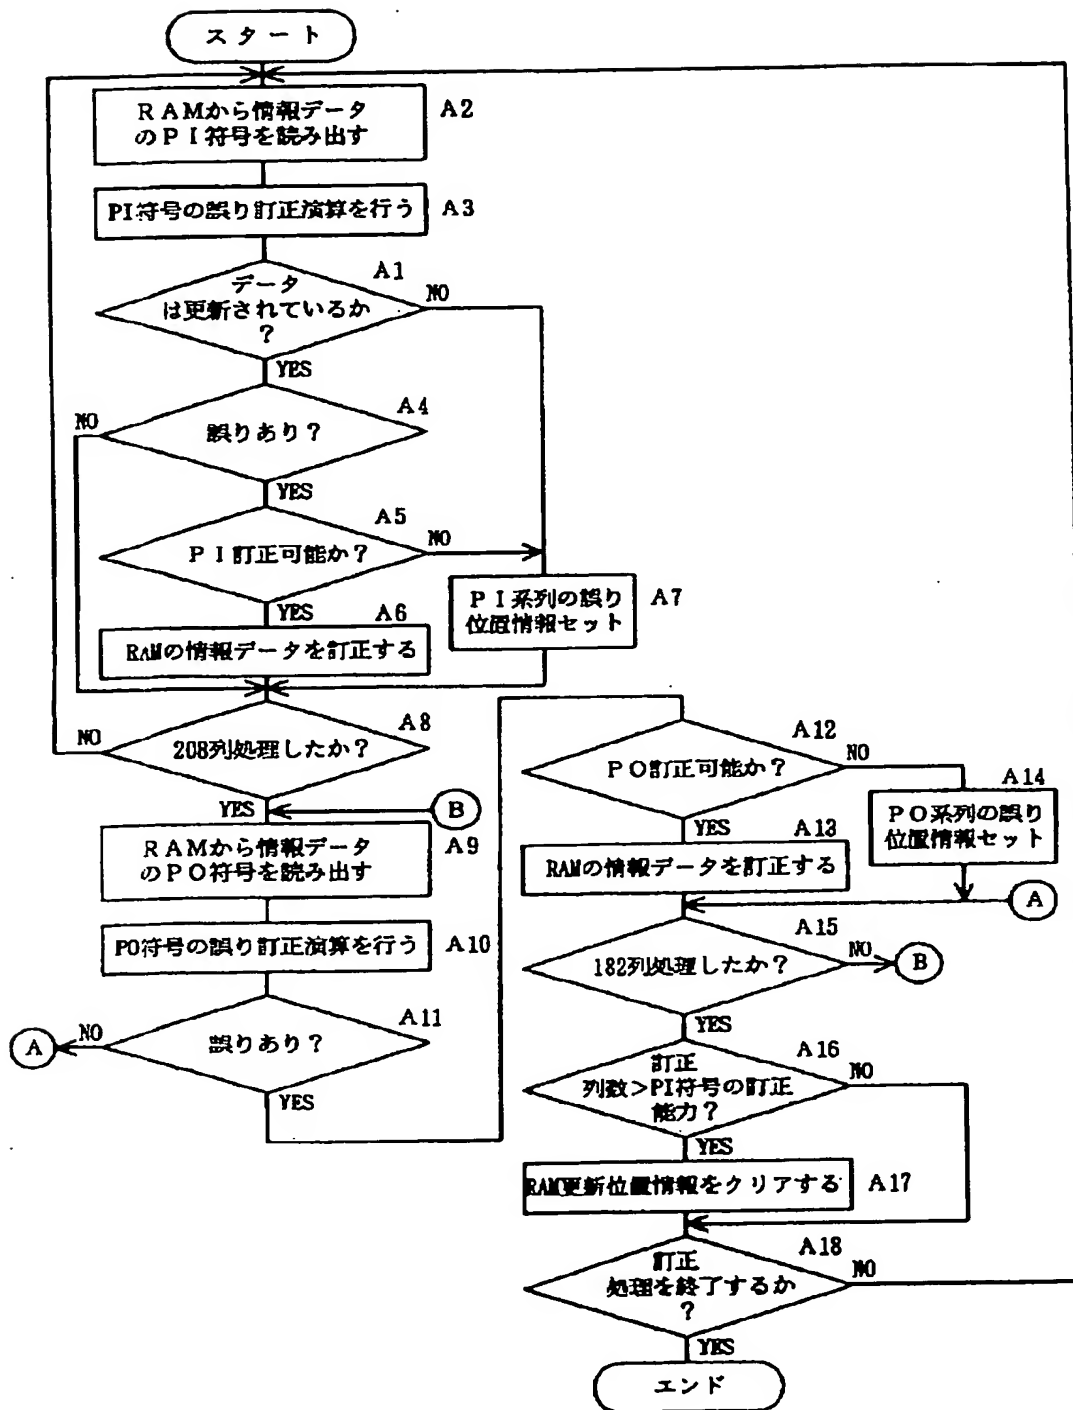 スタート
RAMから情報データ
のPI符号を読み出す
A2
PI符号の誤り訂正演算を行う
A3
データ
は更新されているか
?
A1
NO
YES
誤りあり?
A4
NO
YES
PI訂正可能か?
A5
NO
YES
RAMの情報データを訂正する
A6
PI系列の誤り
位置情報セット
A7
208列処理したか?
A8
NO
YES
B
RAMから情報データ
のPO符号を読み出す
A9
PO符号の誤り訂正演算を行う
A10
誤りあり?
A11
NO
A
YES
PO訂正可能か?
A12
NO
YES
RAMの情報データを訂正する
A13
PO系列の誤り
位置情報セット
A14
A
182列処理したか?
A15
NO
B
YES
訂正
列数>PI符号の訂正
能力?
A16
NO
YES
RAM更新位置情報をクリアする
A17
訂正
処理を終了するか
?
A18
NO
YES
エンド